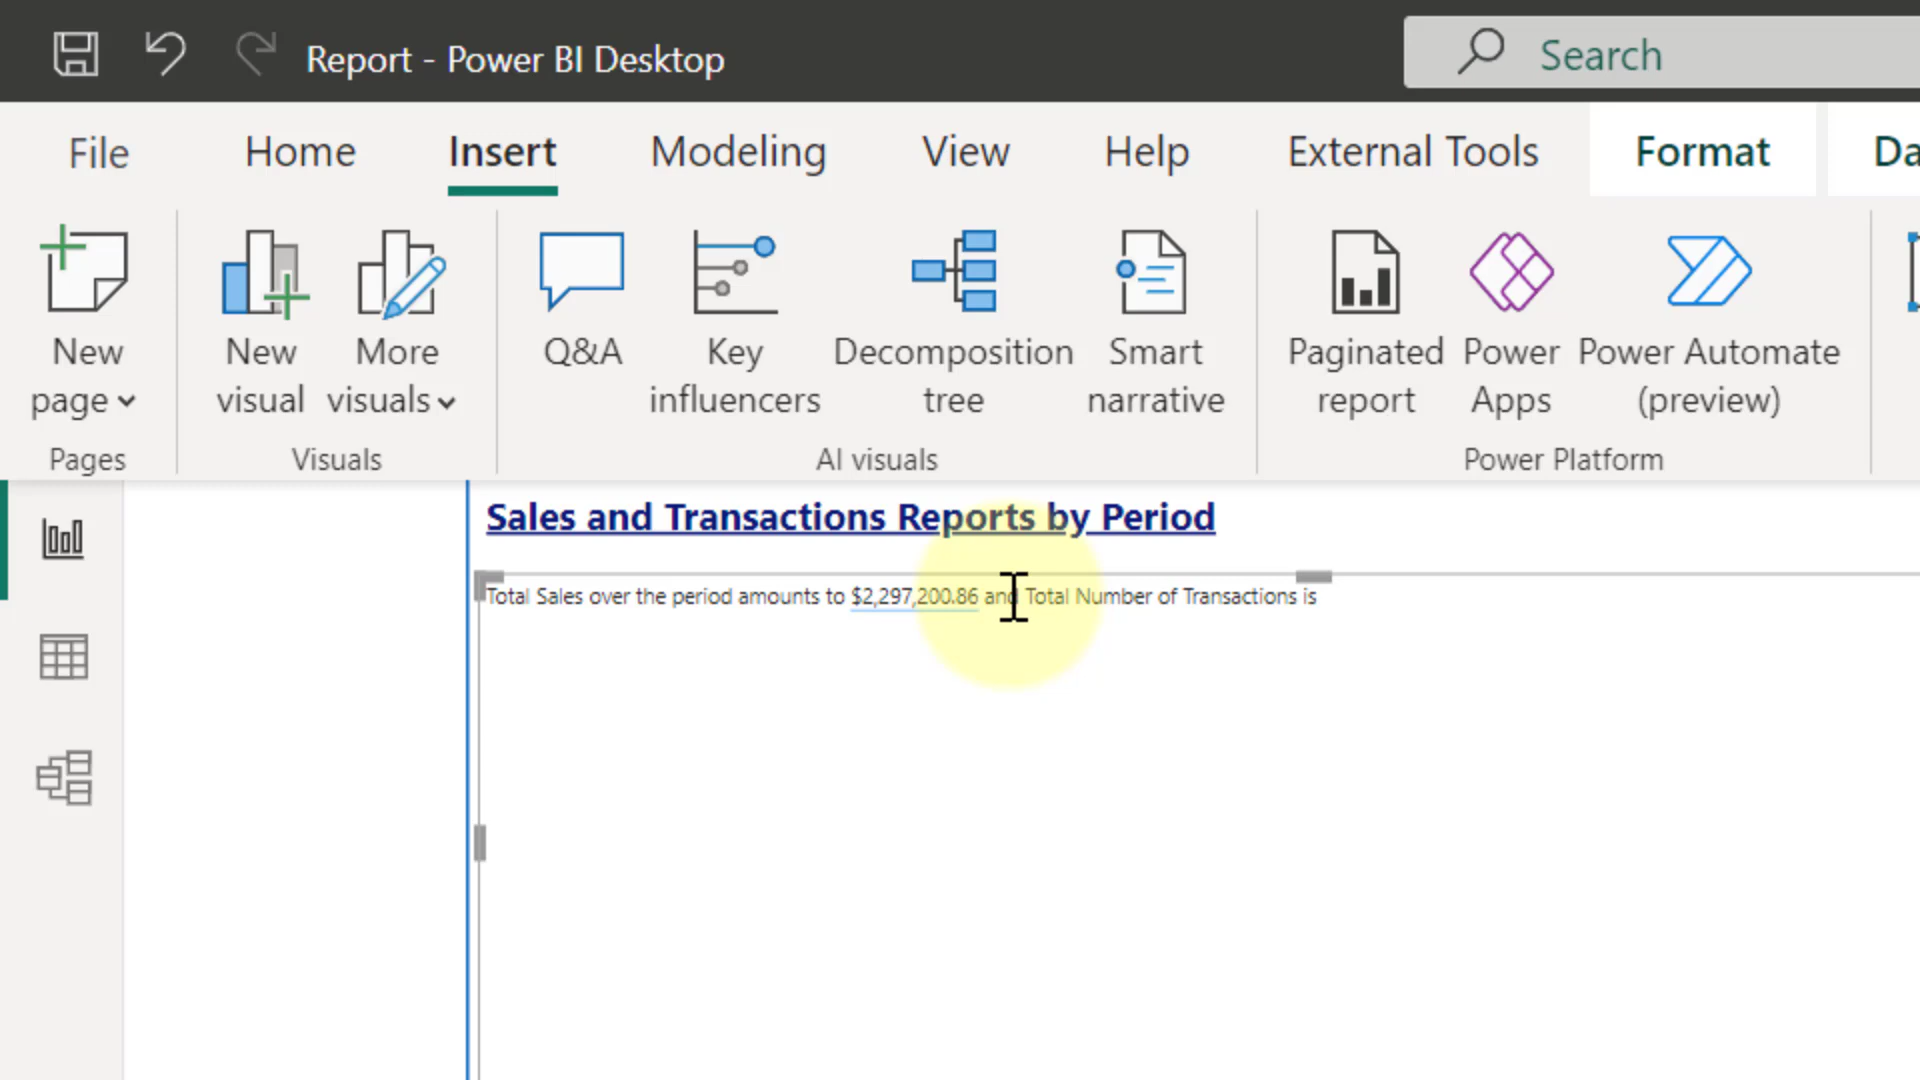 Report - Power BI Desktop
Search
File Home Insert Modeling View Help External Tools Format Da
New page
New visual
More visuals
Q&A
Key influencers
Decomposition tree
Smart narrative
Paginated report
Power Apps
Power Automate (preview)
Pages Visuals AI visuals Power Platform
Sales and Transactions Reports by Period
Total Sales over the period amounts to $2,297,200.86 and Total Number of Transactions is